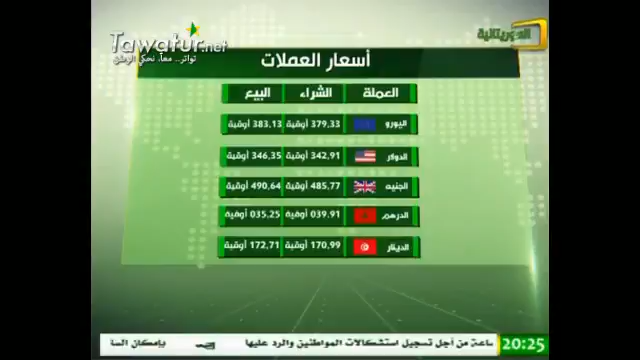 Tawatur.net
تواتر.. معاً، نحكي الوطن
الموريتانية
أسعار العملات
العملة الشراء البيع
اليورو 379,33 أوقية 383,13 أوقية
الدولار 342,91 أوقية 346,35 أوقية
الجنيه 485,77 أوقية 490,64 أوقية
الدرهم 039,91 أوقية 035,25 أوقية
الدينار 170,99 أوقية 172,71 أوقية
ساعة من أجل تسجيل استشكالات المواطنين والرد عليها بإمكان السا
20:25